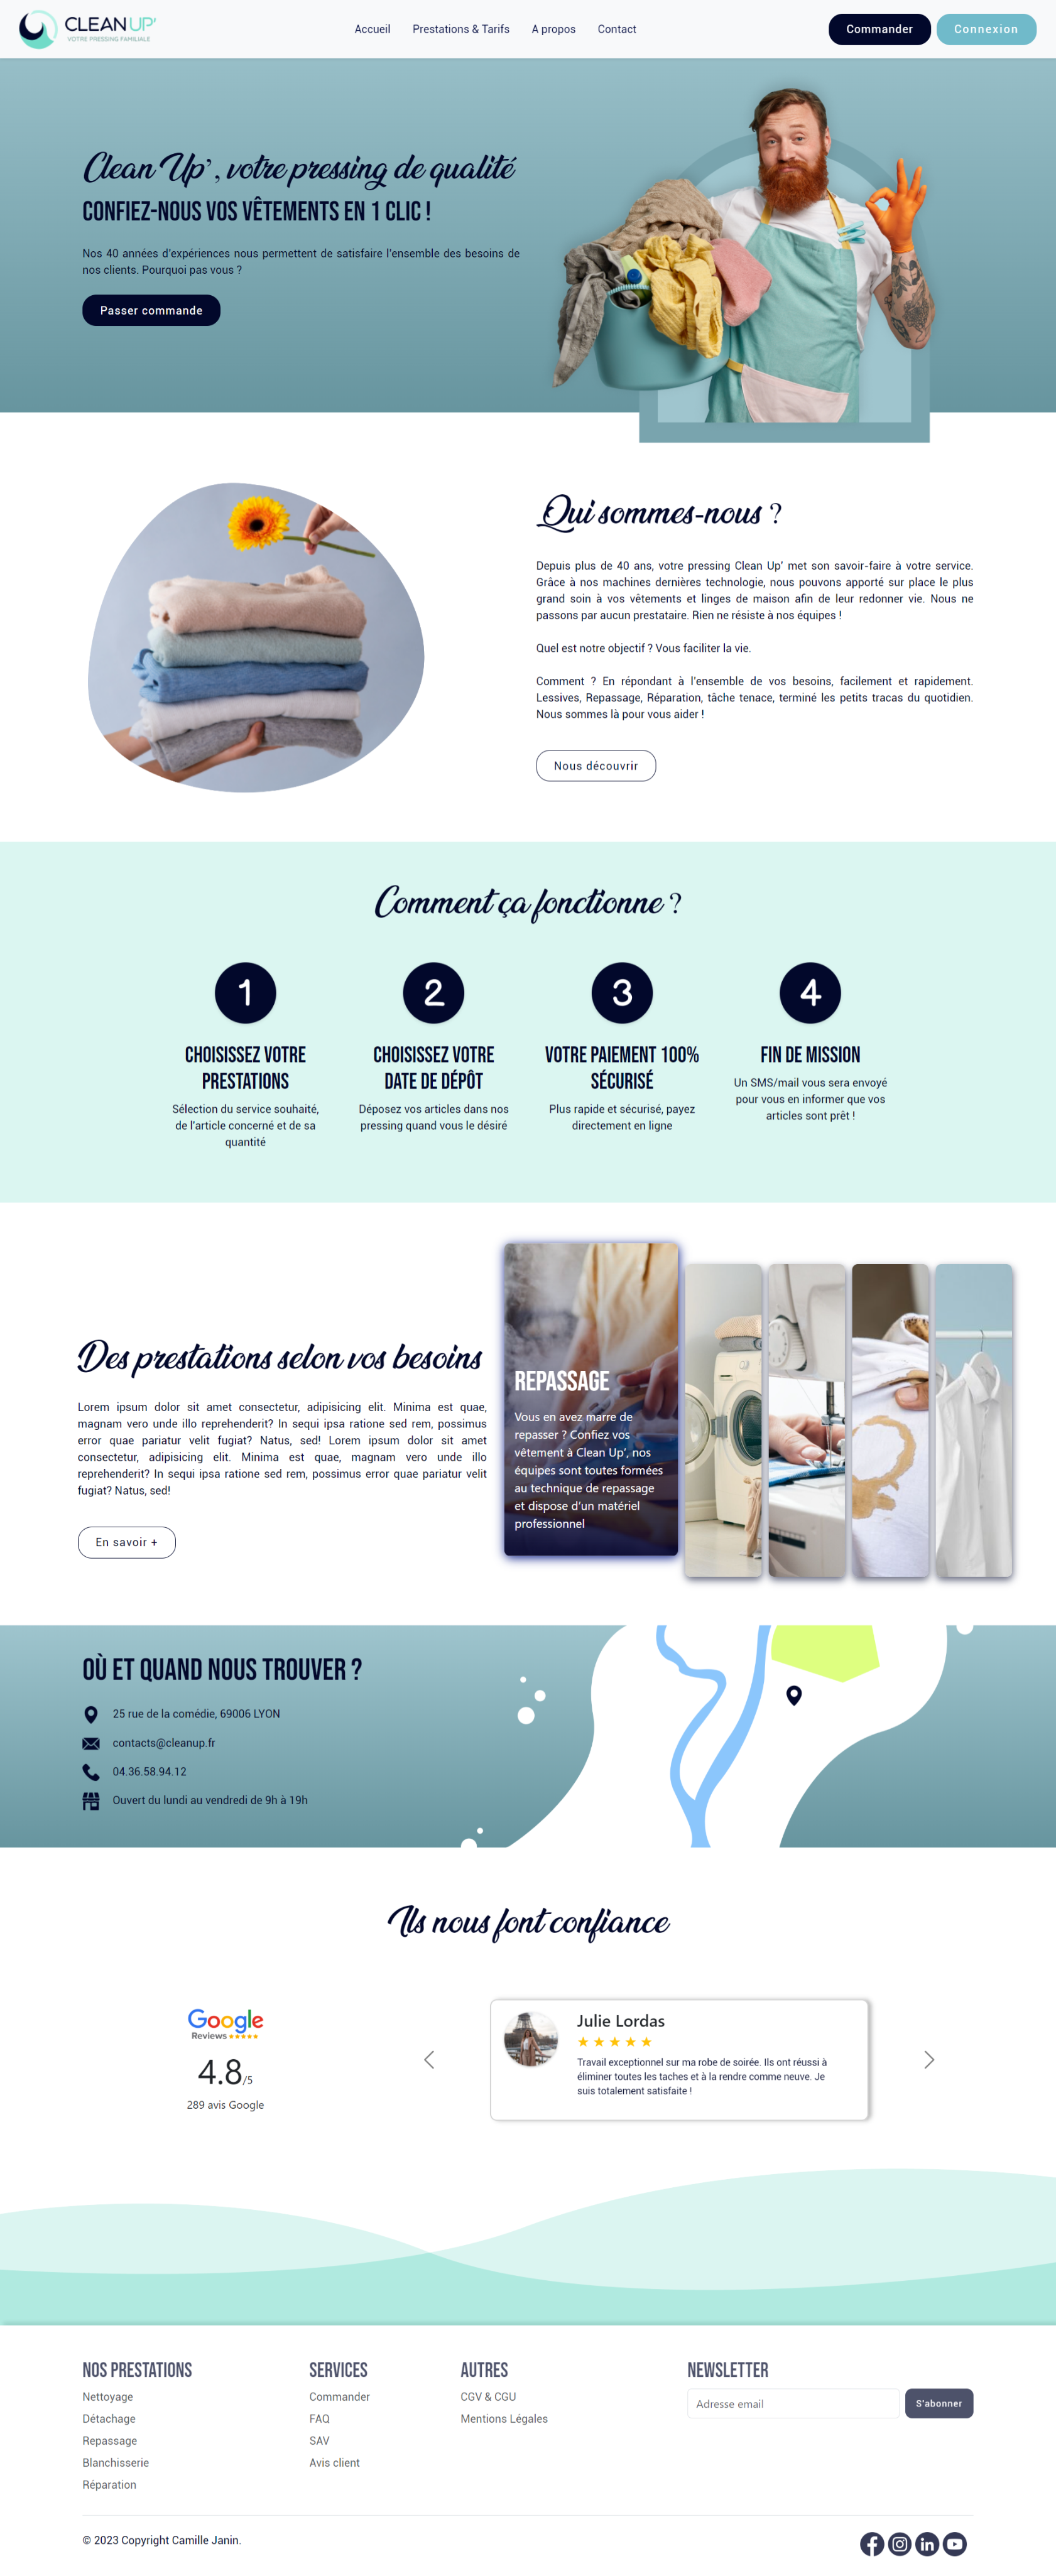 CLEAN UP'
VOTRE PRESSING FAMILIALE
Accueil
Prestations & Tarifs
A propos
Contact
Commander
Connexion
Clean Up', votre pressing de qualité
CONFIEZ-NOUS VOS VÊTEMENTS EN 1 CLIC !
Nos 40 années d'expériences nous permettent de satisfaire l'ensemble des besoins de
nos clients. Pourquoi pas vous ?
Passer commande
Qui sommes-nous ?
Depuis plus de 40 ans, votre pressing Clean Up' met son savoir-faire à votre service.
Grâce à nos machines dernières technologie, nous pouvons apporté sur place le plus
grand soin à vos vêtements et linges de maison afin de leur redonner vie. Nous ne
passons par aucun prestataire. Rien ne résiste à nos équipes !
Quel est notre objectif ? Vous faciliter la vie.
Comment ? En répondant à l'ensemble de vos besoins, facilement et rapidement.
Lessives, Repassage, Réparation, tâche tenace, terminé les petits tracas du quotidien.
Nous sommes là pour vous aider !
Nous découvrir
Comment ça fonctionne ?
1
CHOISISSEZ VOTRE
PRESTATIONS
Sélection du service souhaité,
de l'article concerné et de sa
quantité
2
CHOISISSEZ VOTRE
DATE DE DÉPÔT
Déposez vos articles dans nos
pressing quand vous le désiré
3
VOTRE PAIEMENT 100%
SÉCURISÉ
Plus rapide et sécurisé, payez
directement en ligne
4
FIN DE MISSION
Un SMS/mail vous sera envoyé
pour vous en informer que vos
articles sont prêt !
Des prestations selon vos besoins
Lorem ipsum dolor sit amet consectetur, adipisicing elit. Minima est quae,
magnam vero unde illo reprehenderit? In sequi ipsa ratione sed rem, possimus
error quae pariatur velit fugiat? Natus, sed! Lorem ipsum dolor sit amet
consectetur, adipisicing elit. Minima est quae, magnam vero unde illo
reprehenderit? In sequi ipsa ratione sed rem, possimus error quae pariatur velit
fugiat? Natus, sed!
En savoir +
REPASSAGE
Vous en avez marre de
repasser ? Confiez vos
vêtement à Clean Up', nos
équipes sont toutes formées
au technique de repassage
et dispose d'un matériel
professionnel
OÙ ET QUAND NOUS TROUVER ?
25 rue de la comédie, 69006 LYON
contacts@cleanup.fr
04.36.58.94.12
Ouvert du lundi au vendredi de 9h à 19h
Ils nous font confiance
Google
Reviews
4.8/5
289 avis Google
Julie Lordas
Travail exceptionnel sur ma robe de soirée. Ils ont réussi à
éliminer toutes les taches et à la rendre comme neuve. Je
suis totalement satisfaite !
NOS PRESTATIONS
Nettoyage
Détachage
Repassage
Blanchisserie
Réparation
SERVICES
Commander
FAQ
SAV
Avis client
AUTRES
CGV & CGU
Mentions Légales
NEWSLETTER
Adresse email
S'abonner
© 2023 Copyright Camille Janin.